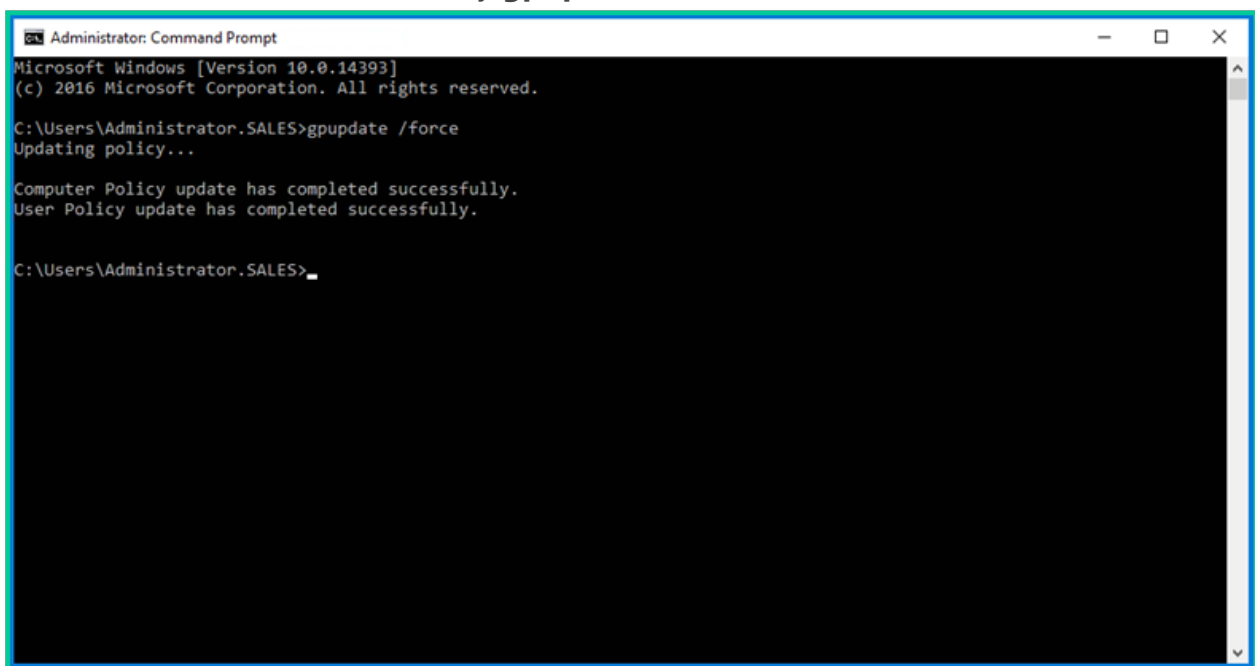 Administrator: Command Prompt
Microsoft Windows [Version 10.0.14393]
(c) 2016 Microsoft Corporation. All rights reserved.
C:\Users\Administrator.SALES>gpupdate /force
Updating policy...
Computer Policy update has completed successfully.
User Policy update has completed successfully.
C:\Users\Administrator.SALES>